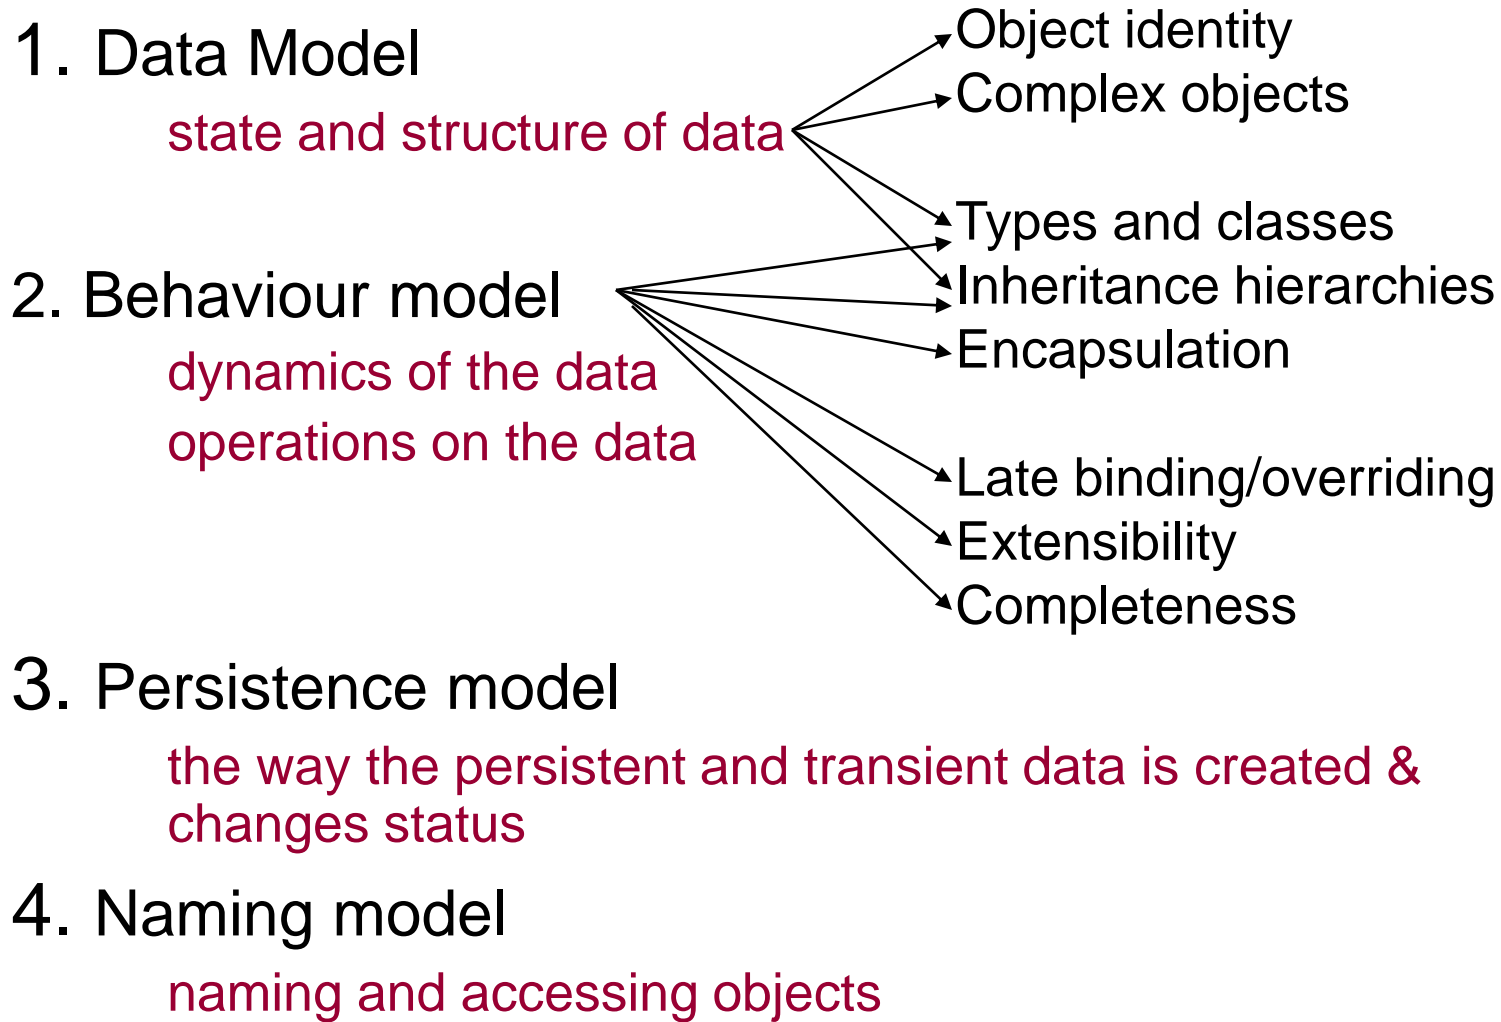 1. Data Model
state and structure of data
Object identity
Complex objects
Types and classes
Inheritance hierarchies
Encapsulation
2. Behaviour model
dynamics of the data
operations on the data
Late binding/overriding
Extensibility
Completeness
3. Persistence model
the way the persistent and transient data is created &
changes status
4. Naming model
naming and accessing objects